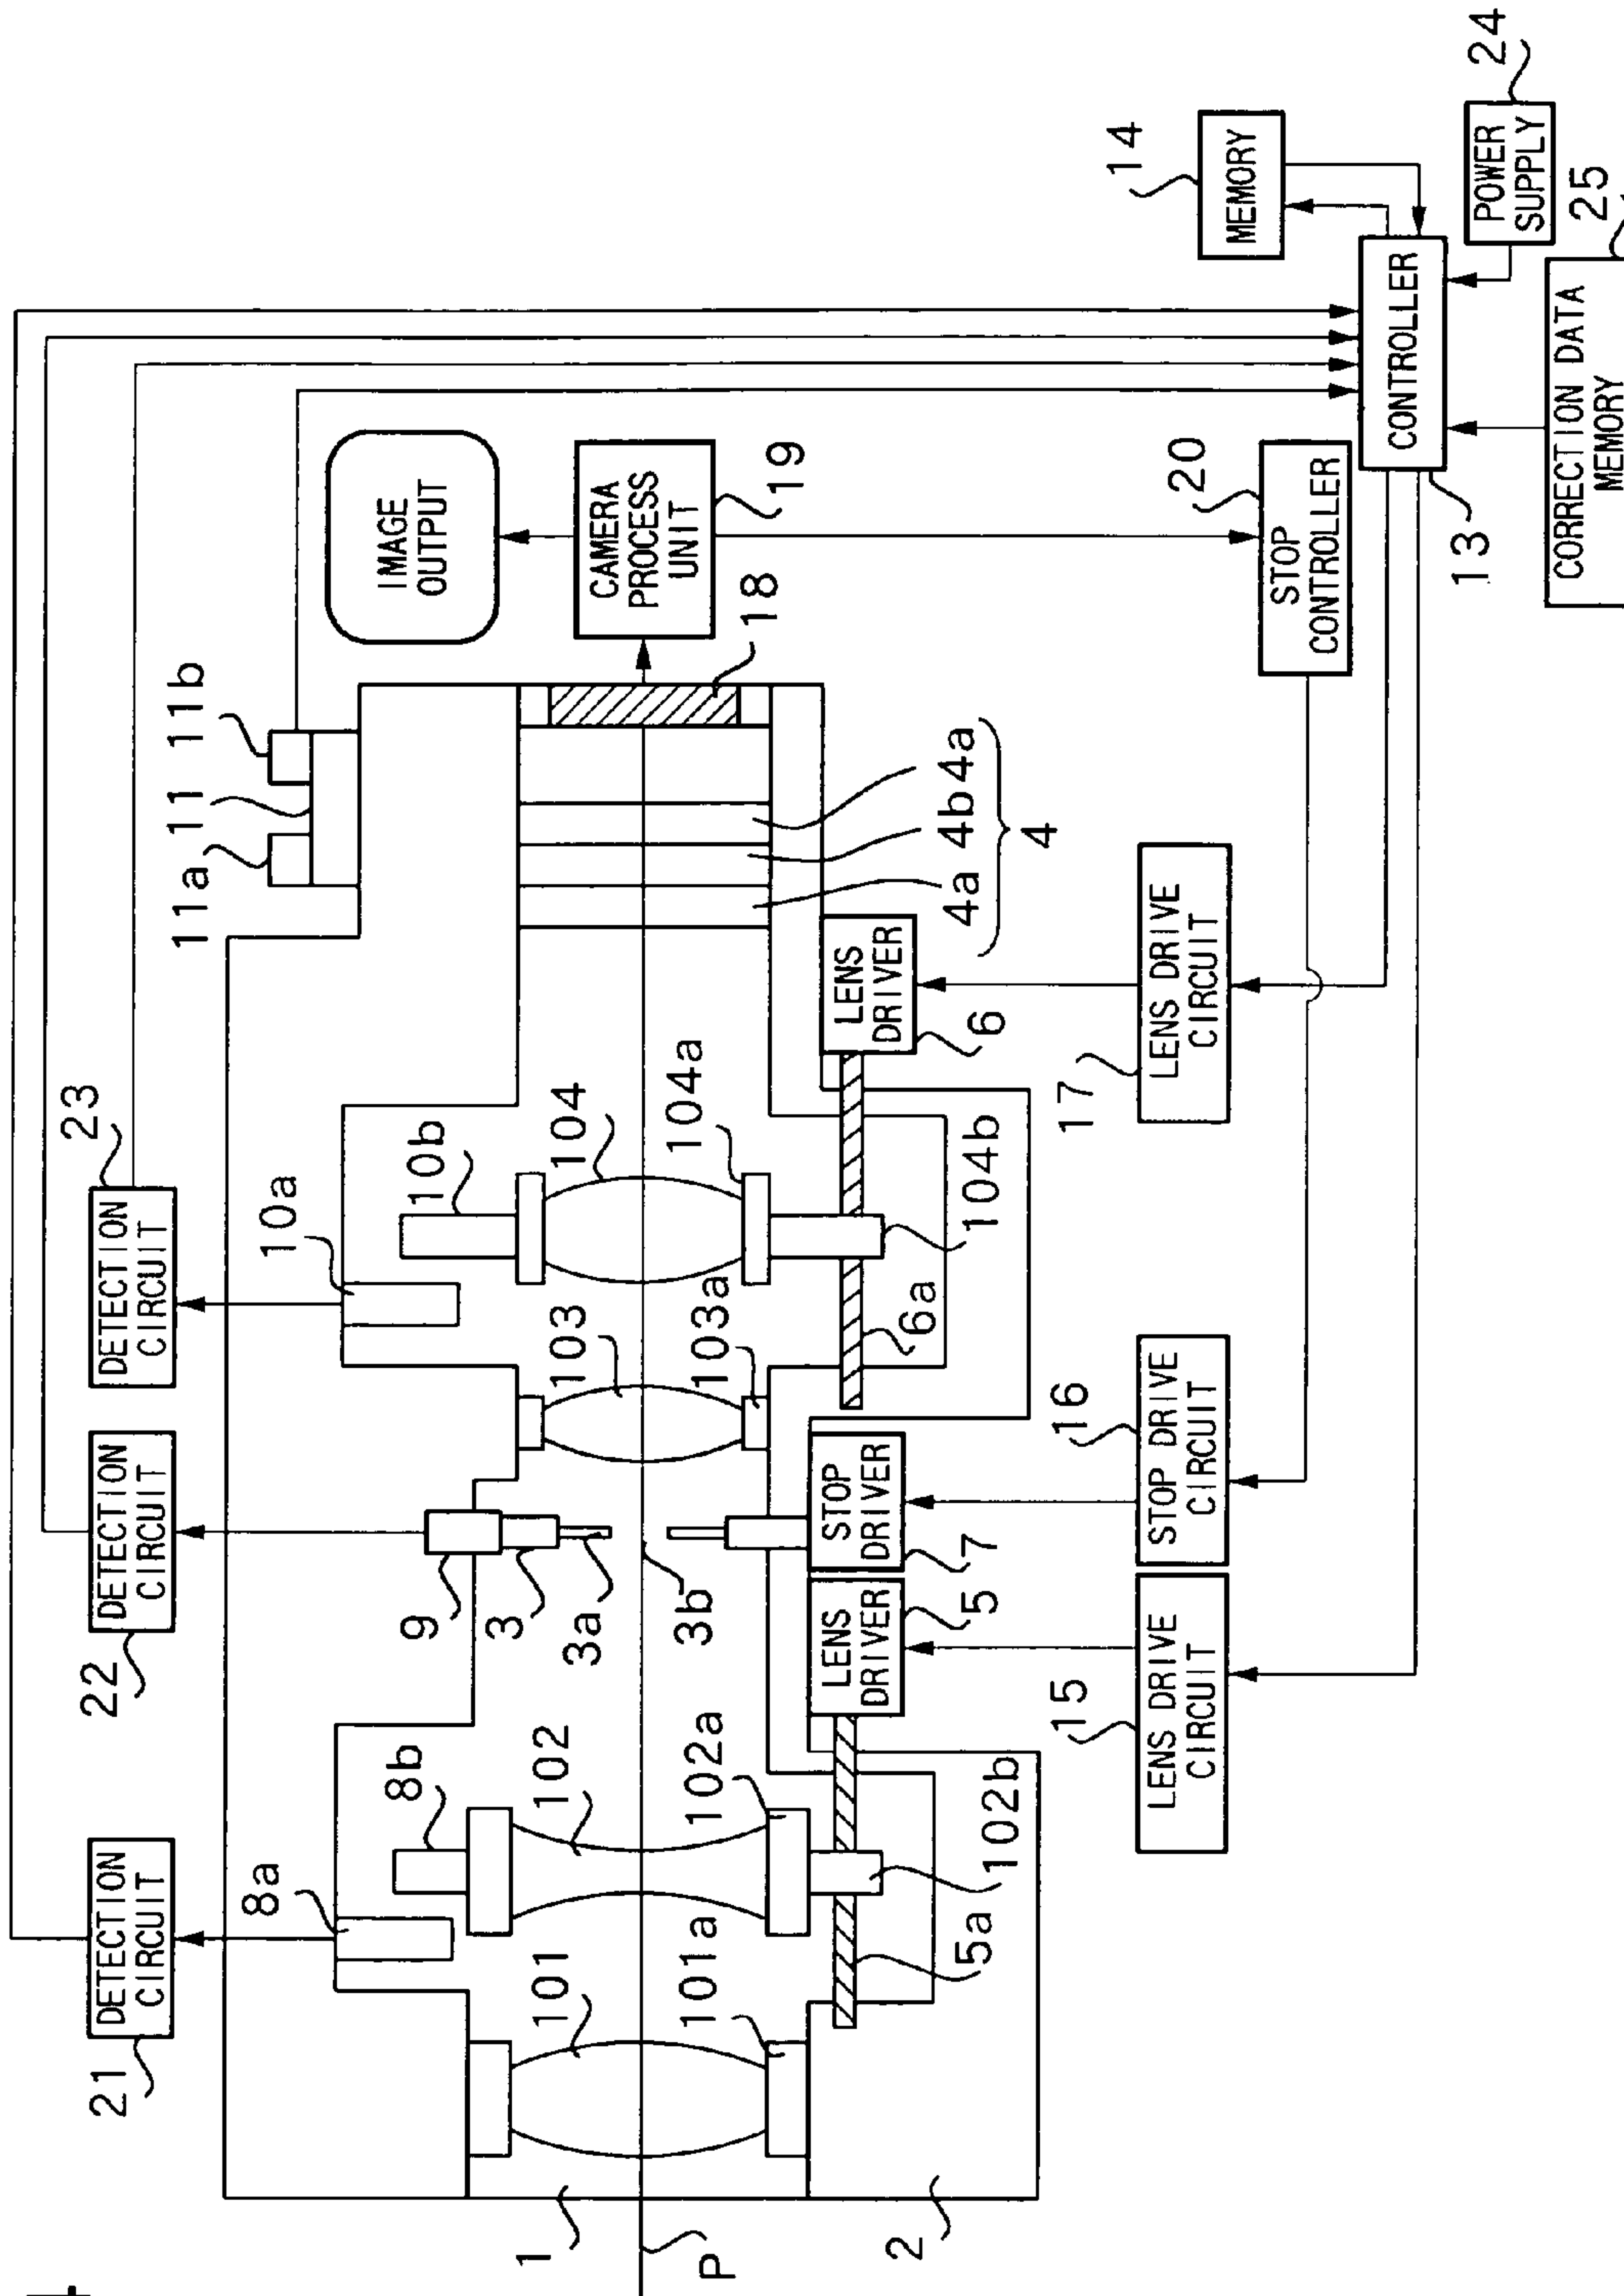 21
DETECTION
CIRCUIT
22
DETECTION
CIRCUIT
23
DETECTION
CIRCUIT
8a
8b
10a
10b
11a
11
11b
IMAGE
OUTPUT
CAMERA
PROCESS
UNIT
19
18
1
P
2
101
101a
102
102a
102b
5a
9
3
3a
3b
103
103a
104
104a
104b
6a
LENS
DRIVER
5
STOP
DRIVER
7
LENS
DRIVER
6
4a
4b
4a
4
15
LENS DRIVE
CIRCUIT
16
STOP DRIVE
CIRCUIT
17
LENS DRIVE
CIRCUIT
20
STOP
CONTROLLER
14
MEMORY
CONTROLLER
13
24
POWER
SUPPLY
25
CORRECTION DATA
MEMORY